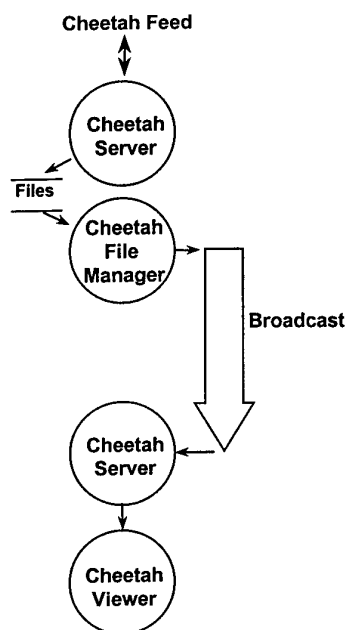 Cheetah Feed
Cheetah
Server
Files
Cheetah
File
Manager
Broadcast
Cheetah
Server
Cheetah
Viewer